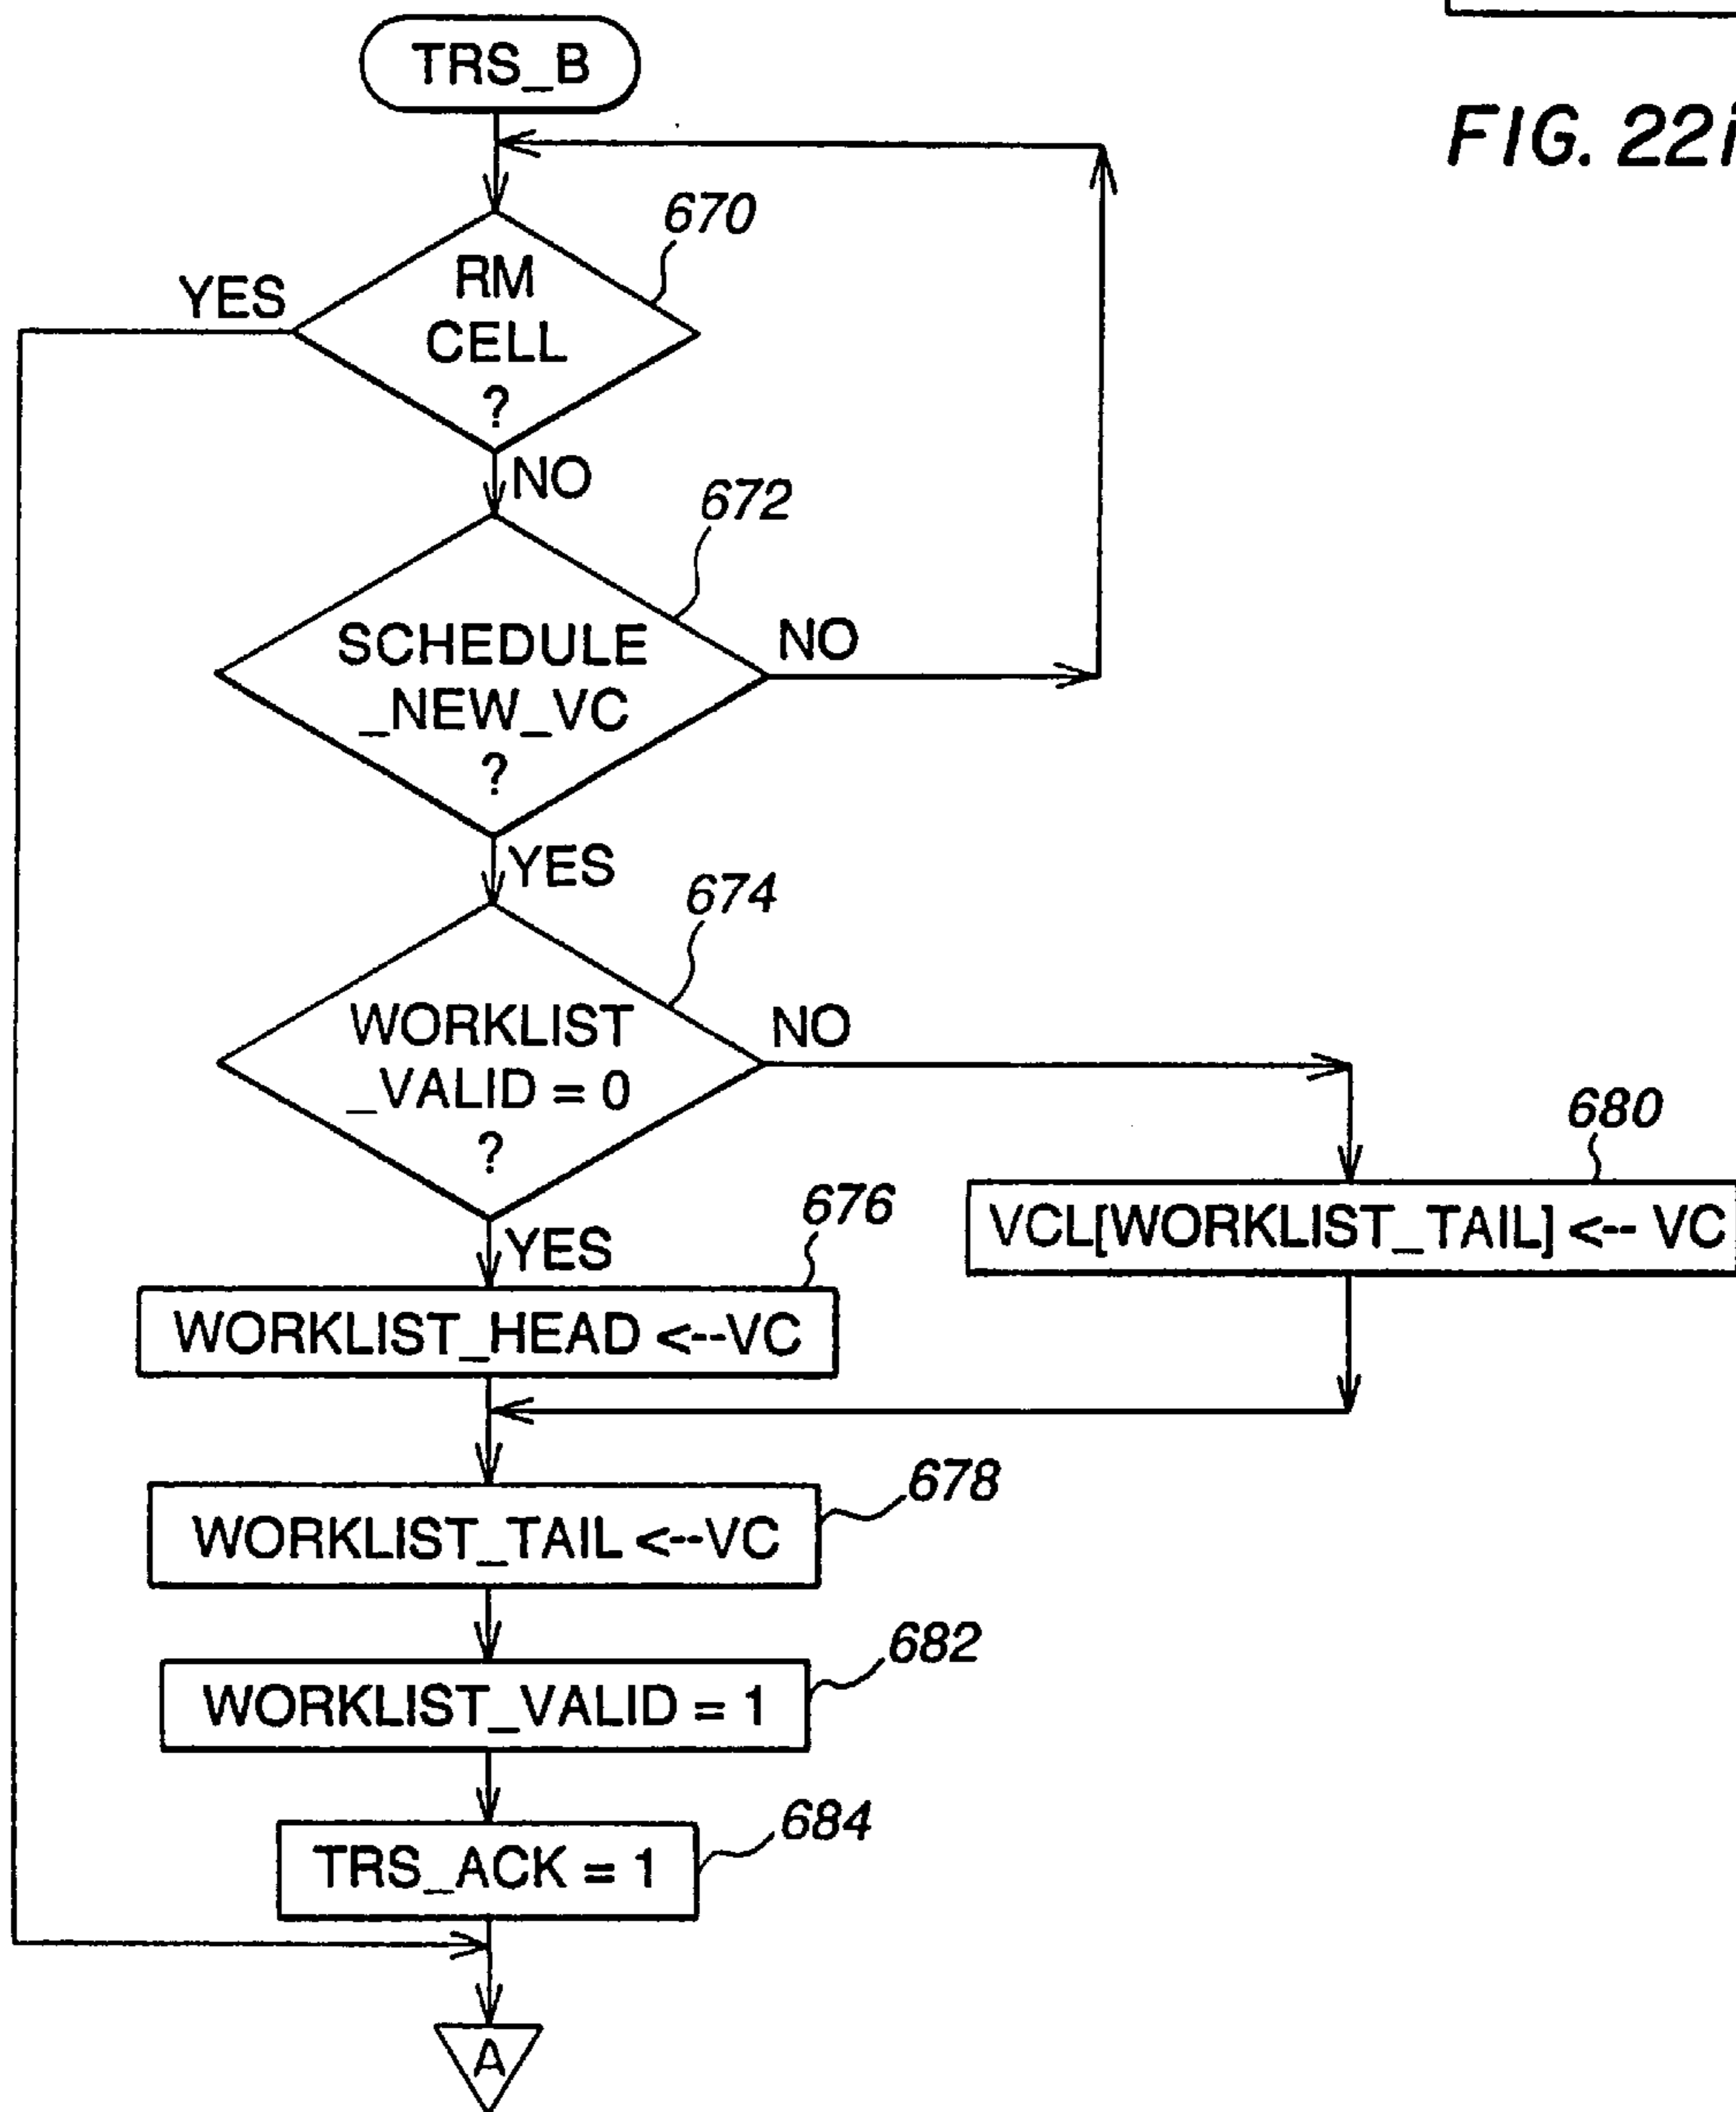 TRS_B
FIG. 22i
670
YES
RM
CELL
?
NO
672
SCHEDULE
_NEW_VC
?
NO
YES
674
WORKLIST
_VALID = 0
?
NO
680
VCL[WORKLIST_TAIL] <-- VC
YES
676
WORKLIST_HEAD <--VC
678
WORKLIST_TAIL <--VC
682
WORKLIST_VALID = 1
684
TRS_ACK = 1
A